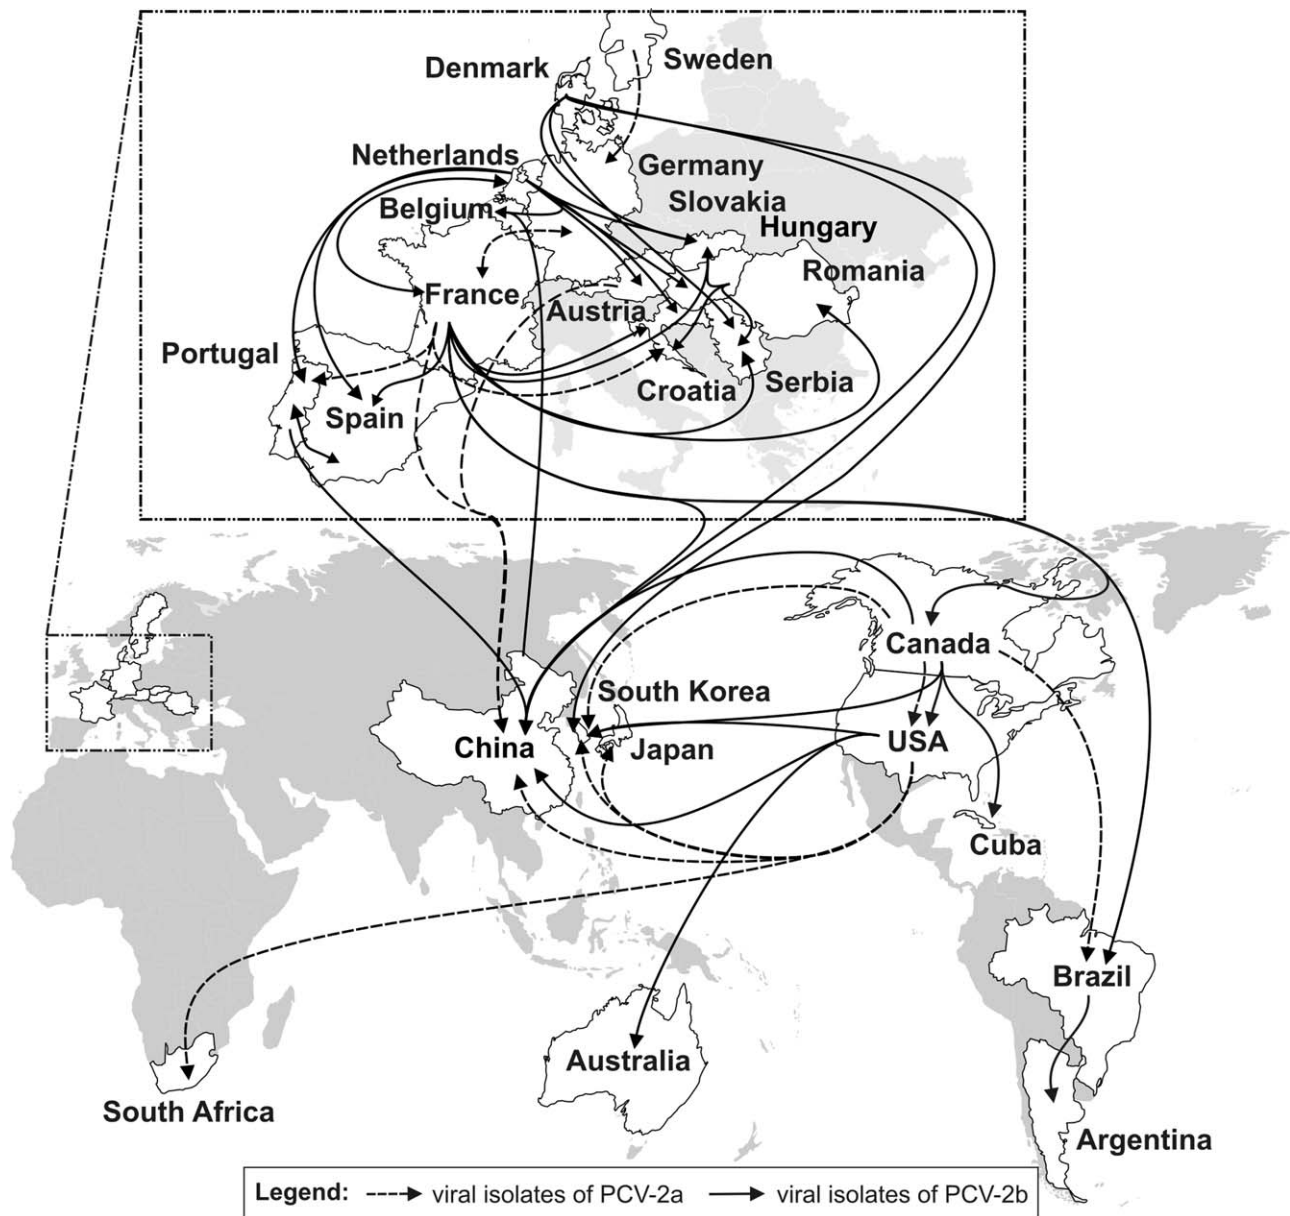 Sweden
Denmark
Netherlands
Germany
Slovakia
Belgium
Hungary
Romania
France
Austria
Portugal
Croatia
Serbia
Spain
Canada
South Korea
China
Japan
USA
Cuba
Brazil
Australia
South Africa
Argentina
Legend: viral isolates of PCV-2a viral isolates of PCV-2b